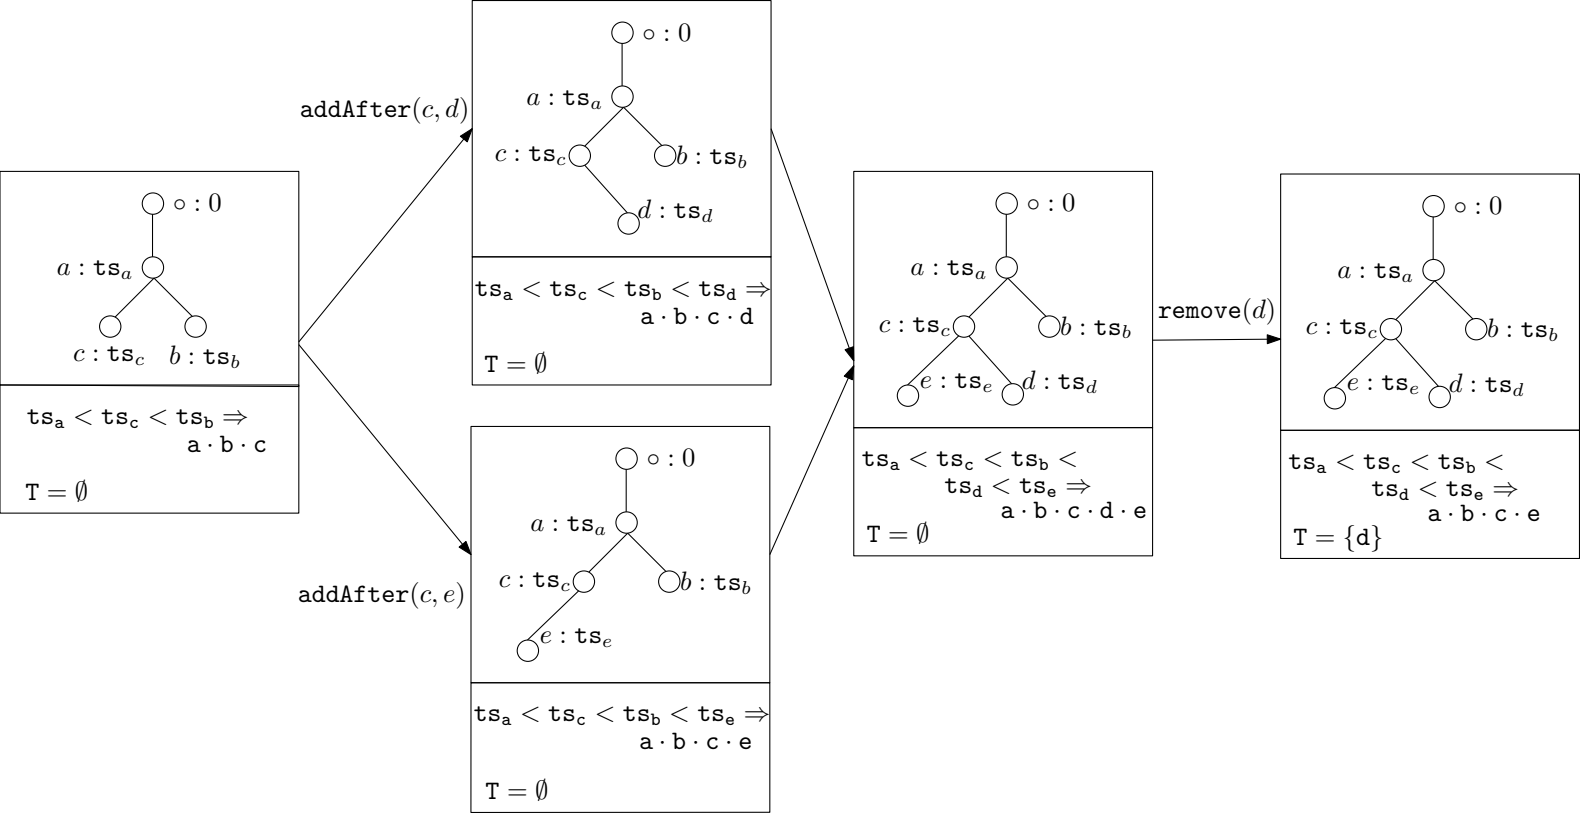 ∘ : 0
a : ts_a
c : ts_c b : ts_b
ts_a < ts_c < ts_b ⇒
a · b · c
T = ∅
addAfter(c, d)
∘ : 0
a : ts_a
c : ts_c b : ts_b
d : ts_d
ts_a < ts_c < ts_b < ts_d ⇒
a · b · c · d
T = ∅
addAfter(c, e)
∘ : 0
a : ts_a
c : ts_c b : ts_b
e : ts_e
ts_a < ts_c < ts_b < ts_e ⇒
a · b · c · e
T = ∅
∘ : 0
a : ts_a
c : ts_c b : ts_b
e : ts_e d : ts_d
ts_a < ts_c < ts_b <
ts_d < ts_e ⇒
a · b · c · d · e
T = ∅
remove(d)
∘ : 0
a : ts_a
c : ts_c b : ts_b
e : ts_e d : ts_d
ts_a < ts_c < ts_b <
ts_d < ts_e ⇒
a · b · c · e
T = {d}